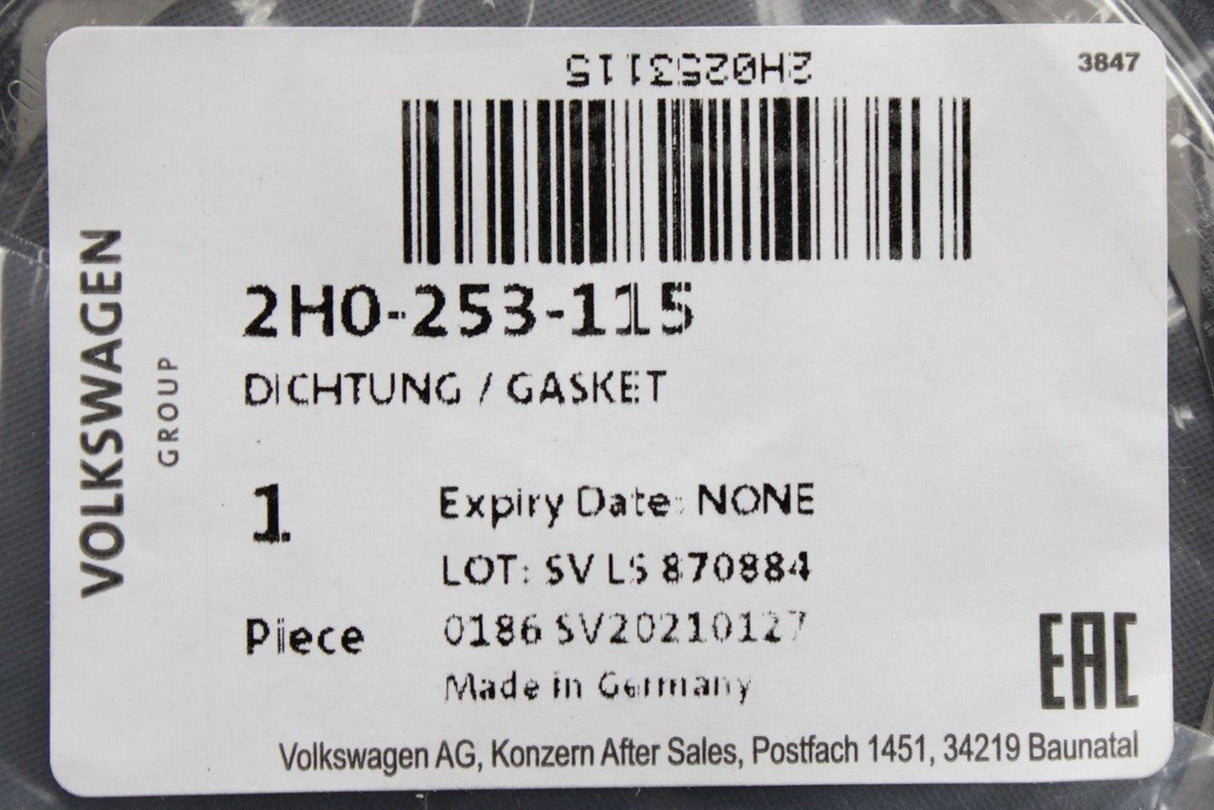 3847
2H0253115
2H0-253-115
DICHTUNG / GASKET
1
Piece
Expiry Date: NONE
LOT: SV LS 870884
0186 SV20210127
Made in Germany
VOLKSWAGEN
GROUP
EAC
Volkswagen AG, Konzern After Sales, Postfach 1451, 34219 Baunatal